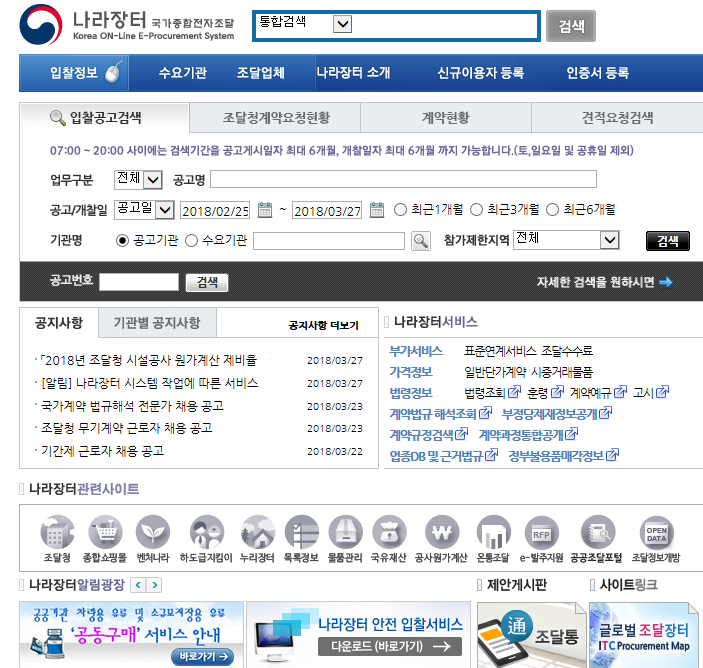 나라장터 국가종합전자조달
Korea ON-Line E-Procurement System
통합검색
검색
입찰정보 수요기관 조달업체 나라장터 소개 신규이용자 등록 인증서 등록
입찰공고검색 조달청계약요청현황 계약현황 견적요청검색
07:00 ~ 20:00 사이에는 검색기간을 공고게시일자 최대 6개월, 개찰일자 최대 6개월 까지 가능합니다.(토,일요일 및 공휴일 제외)
업무구분 전체 공고명
공고/개찰일 공고일 2018/02/25 ~ 2018/03/27 최근1개월 최근3개월 최근6개월
기관명 공고기관 수요기관 참가제한지역 전체 검색
공고번호 검색 자세한 검색을 원하시면
공지사항 기관별 공지사항 공지사항 더보기
·「2018년 조달청 시설공사 원가계산 제비율 2018/03/27
·[알림] 나라장터 시스템 작업에 따른 서비스 2018/03/27
·국가계약 법규해석 전문가 채용 공고 2018/03/23
·조달청 무기계약 근로자 채용 공고 2018/03/23
·기간제 근로자 채용 공고 2018/03/22
나라장터서비스
부가서비스 표준연계서비스 조달수수료
가격정보 일반단가계약 시중거래물품
법령정보 법령조회 훈령 계약예규 고시
계약법규 해석조회 부정당제재정보공개
계약규정검색 계약과정통합공개
업종DB 및 근거법규 정부불용품매각정보
나라장터관련사이트
RFP
OPEN
DATA
조달청 종합쇼핑몰 벤처나라 하도급지킴이 누리장터 목록정보 물품관리 국유재산 공사원가계산 온통조달 e-발주지원 공공조달포털 조달정보개방
나라장터알림광장 < >
제안게시판
사이트링크
공공기관 차량용 유류 및 소규모저장용 유류
'공동구매' 서비스 안내
바로가기
나라장터 안전 입찰서비스
다운로드 (바로가기)
通
조달통
글로벌 조달장터
ITC Procurement Map